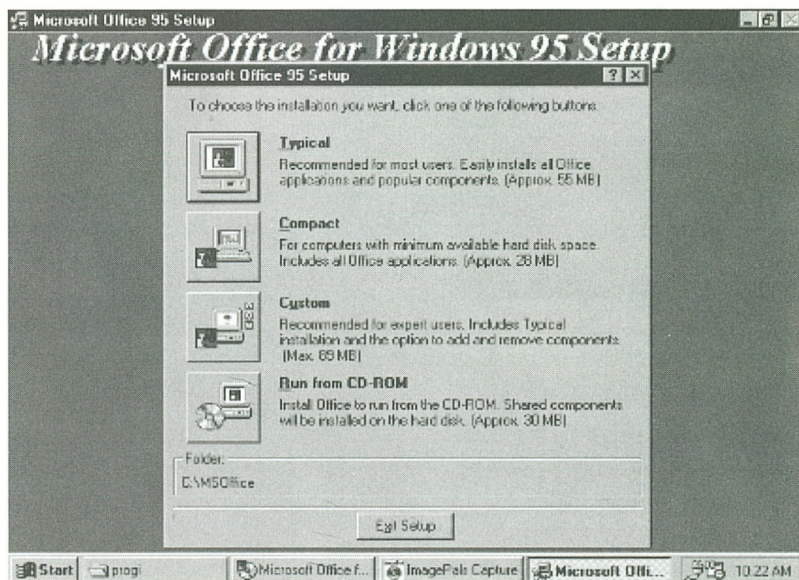 Microsoft Office 95 Setup
Microsoft Office for Windows 95 Setup
Microsoft Office 95 Setup
To choose the installation you want, click one of the following buttons.
Typical
Recommended for most users. Easily installs all Office
applications and popular components. (Approx. 55 MB)
Compact
For computers with minimum available hard disk space.
Includes all Office applications. (Approx. 28 MB)
Custom
Recommended for expert users. Includes Typical
installation and the option to add and remove components.
(Max. 89 MB)
Run from CD-ROM
Install Office to run from the CD-ROM. Shared components
will be installed on the hard disk. (Approx. 30 MB)
Folder:
C:\MSOffice
Exit Setup
Start
progi
Microsoft Office f...
ImagePals Capture
Microsoft Offi...
10:22 AM